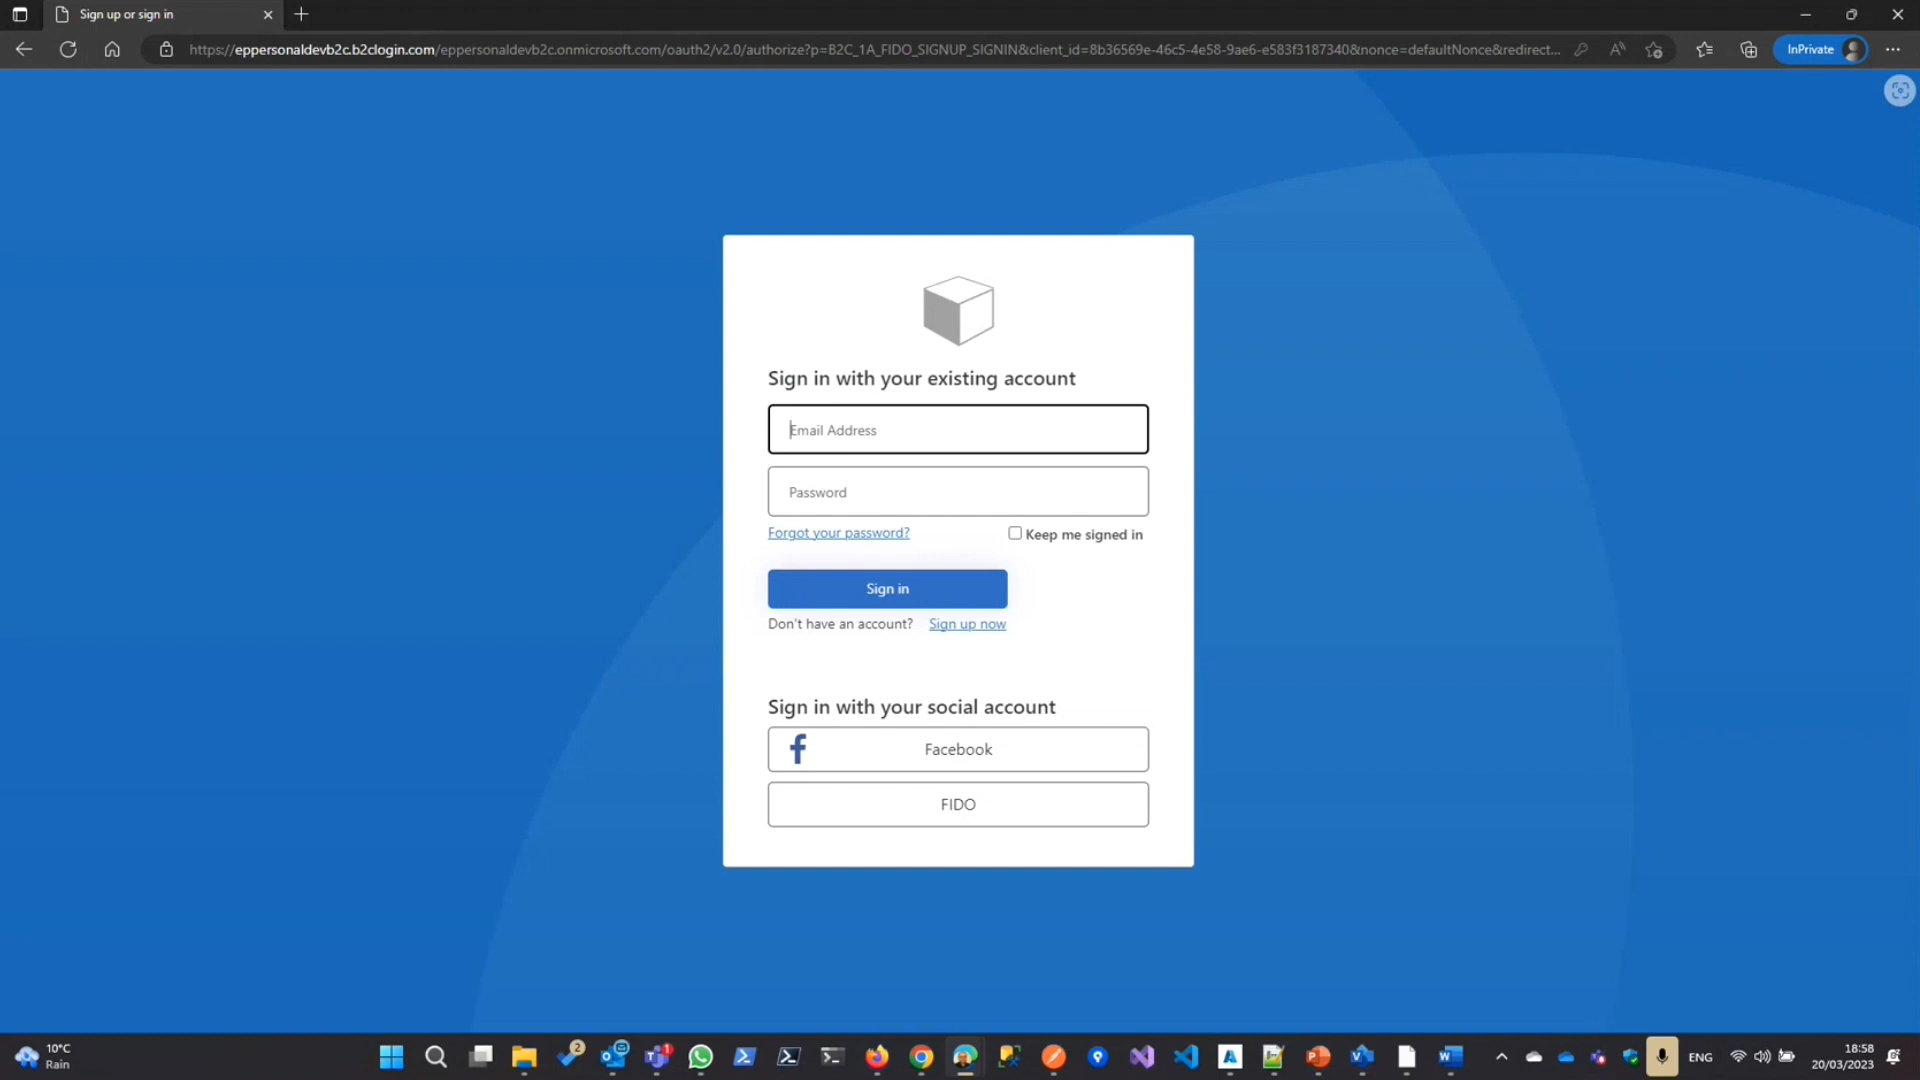 Sign up or sign in
https://eppersonaldevb2c.b2clogin.com/eppersonaldevb2c.onmicrosoft.com/oauth2/v2.0/authorize?p=B2C_1A_FIDO_SIGNUP_SIGNIN&client_id=8b36569e-46c5-4e58-9ae6-e583f3187340&nonce=defaultNonce&redirect...
InPrivate
Sign in with your existing account
Email Address
Password
Forgot your password?
Keep me signed in
Sign in
Don't have an account? Sign up now
Sign in with your social account
Facebook
FIDO
10°C
Rain
2
1
ENG
18:58
20/03/2023